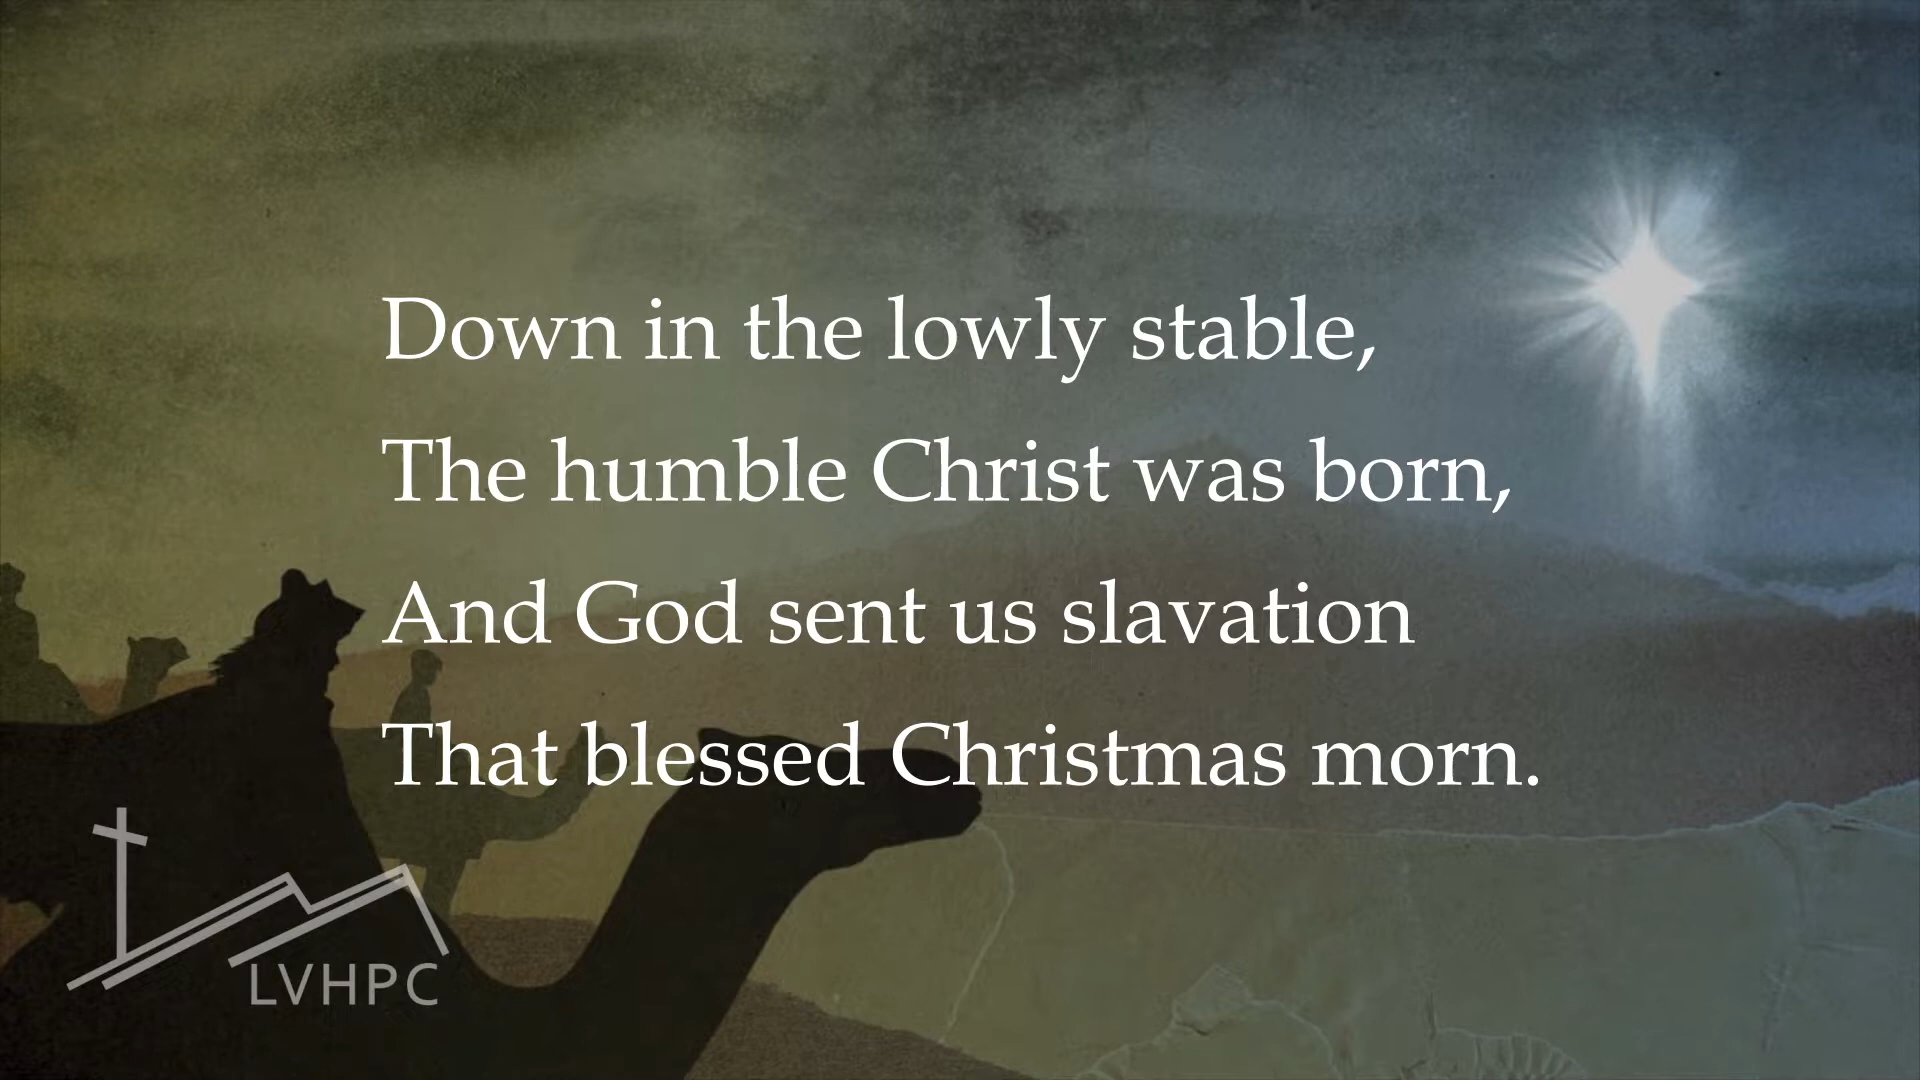 Down in the lowly stable,
The humble Christ was born,
And God sent us slavation
That blessed Christmas morn.
LVHPC